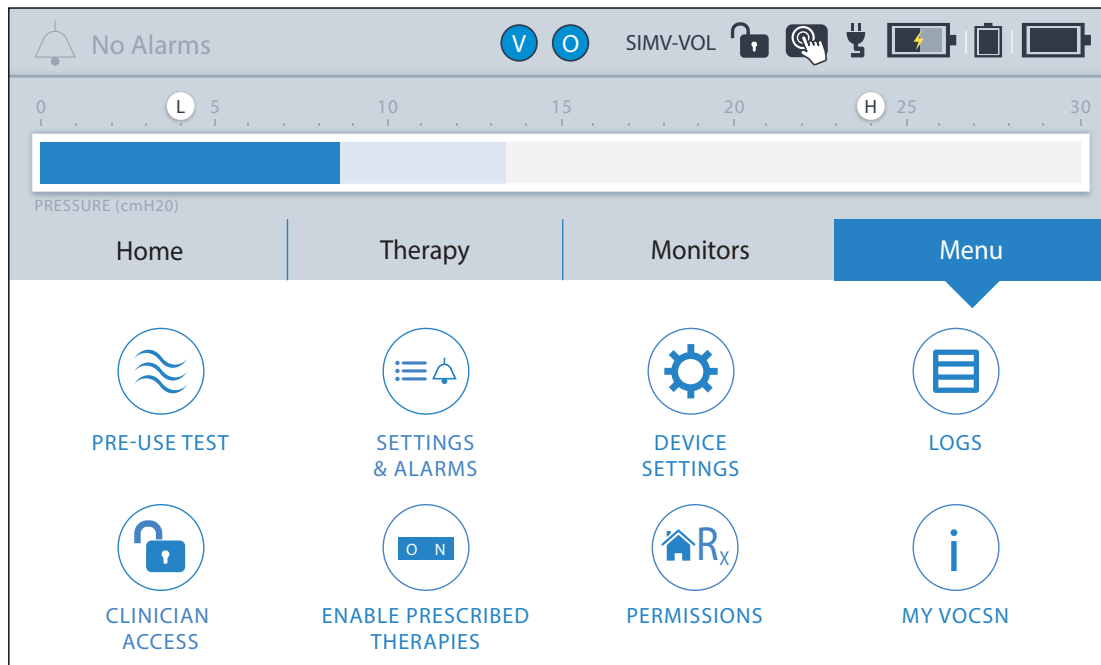 No Alarms
V O SIMV-VOL
0 L 5 10 15 20 H 25 30
PRESSURE (cmH20)
Home Therapy Monitors Menu
PRE-USE TEST
SETTINGS
& ALARMS
DEVICE
SETTINGS
LOGS
CLINICIAN
ACCESS
O N
ENABLE PRESCRIBED
THERAPIES
Rx
PERMISSIONS
i
MY VOCSN